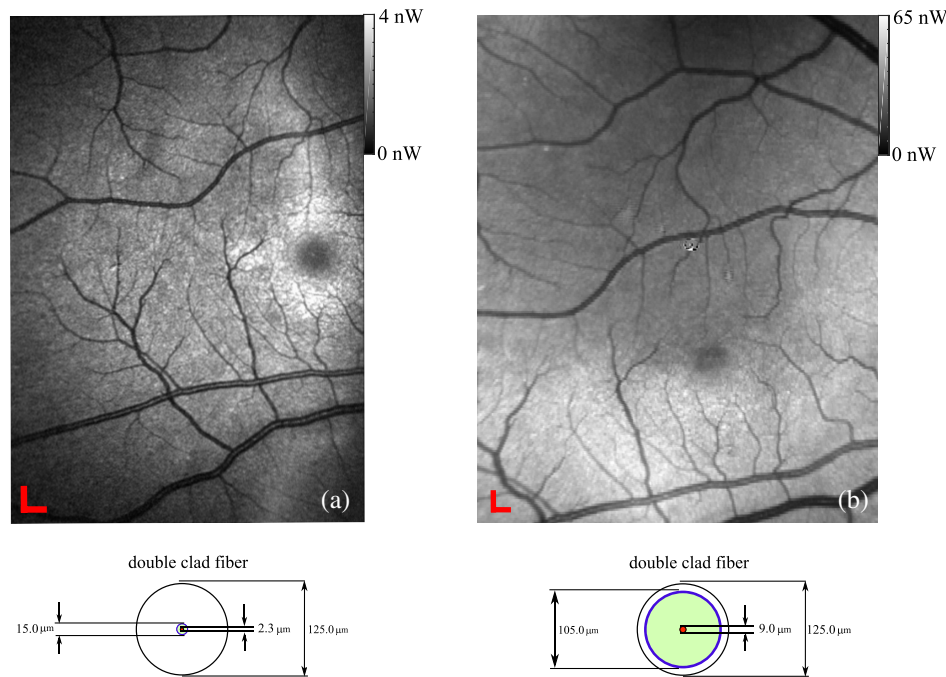 4 nW
0 nW
(a)
65 nW
0 nW
(b)
double clad fiber
15.0 μm
2.3 μm
125.0 μm
double clad fiber
105.0 μm
9.0 μm
125.0 μm